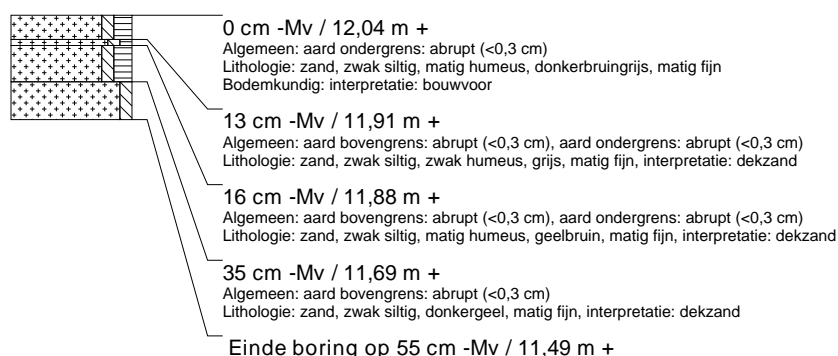 0 cm -Mv / 12,04 m +
Algemeen: aard ondergrens: abrupt (<0,3 cm)
Lithologie: zand, zwak siltig, matig humeus, donkerbruingrijs, matig fijn
Bodemkundig: interpretatie: bouwvoor
13 cm -Mv / 11,91 m +
Algemeen: aard bovengrens: abrupt (<0,3 cm), aard ondergrens: abrupt (<0,3 cm)
Lithologie: zand, zwak siltig, zwak humeus, grijs, matig fijn, interpretatie: dekzand
16 cm -Mv / 11,88 m +
Algemeen: aard bovengrens: abrupt (<0,3 cm), aard ondergrens: abrupt (<0,3 cm)
Lithologie: zand, zwak siltig, matig humeus, geelbruin, matig fijn, interpretatie: dekzand
35 cm -Mv / 11,69 m +
Algemeen: aard bovengrens: abrupt (<0,3 cm)
Lithologie: zand, zwak siltig, donkergeel, matig fijn, interpretatie: dekzand
Einde boring op 55 cm -Mv / 11,49 m +